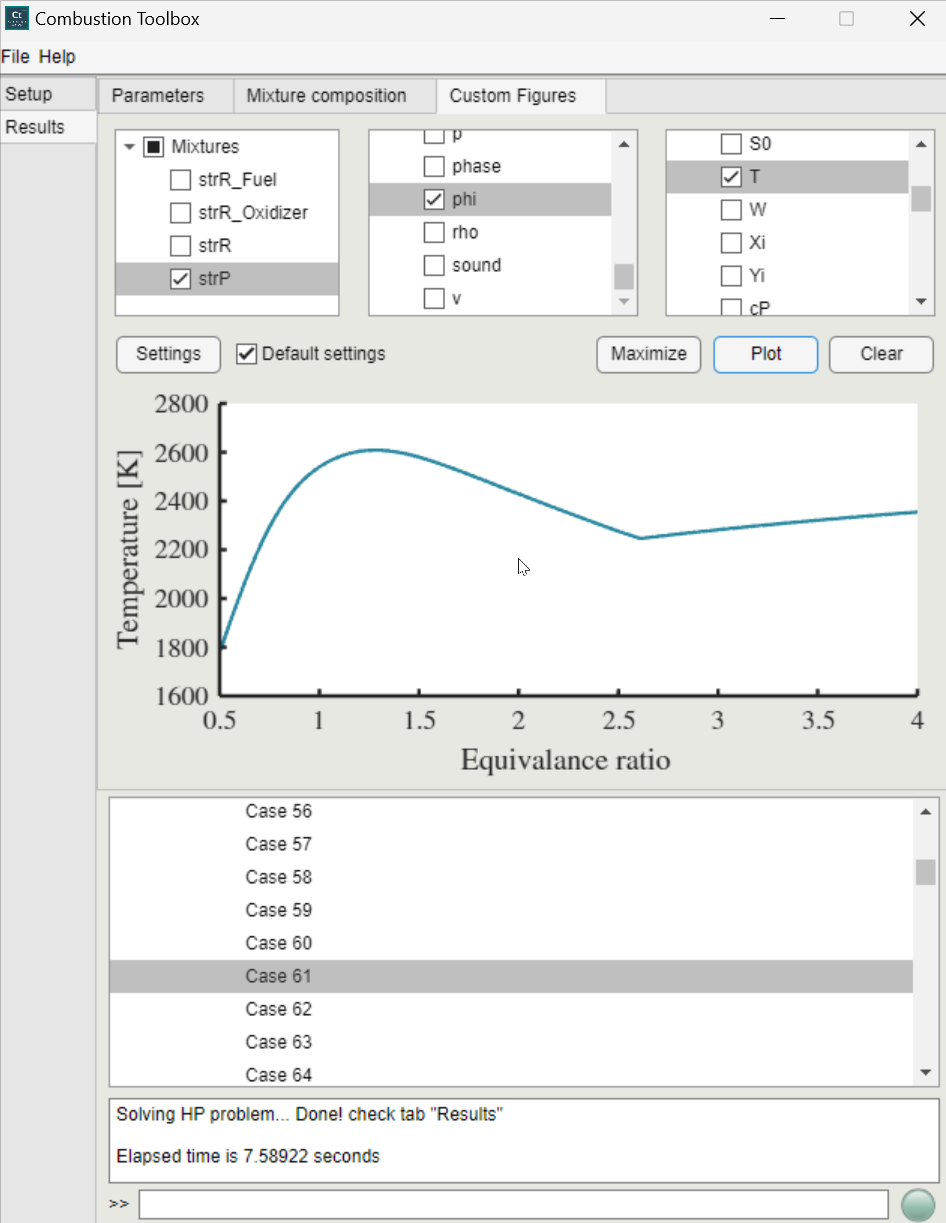 Ct Combustion Toolbox
File Help
Setup
Results
Parameters Mixture composition Custom Figures
Mixtures
strR_Fuel
strR_Oxidizer
strR
strP
p
phase
phi
rho
sound
v
S0
T
W
Xi
Yi
cP
Settings Default settings Maximize Plot Clear
2800
2600
2400
2200
2000
1800
1600
Temperature [K]
0.5 1 1.5 2 2.5 3 3.5 4
Equivalance ratio
Case 56
Case 57
Case 58
Case 59
Case 60
Case 61
Case 62
Case 63
Case 64
Solving HP problem... Done! check tab "Results"
Elapsed time is 7.58922 seconds
>>